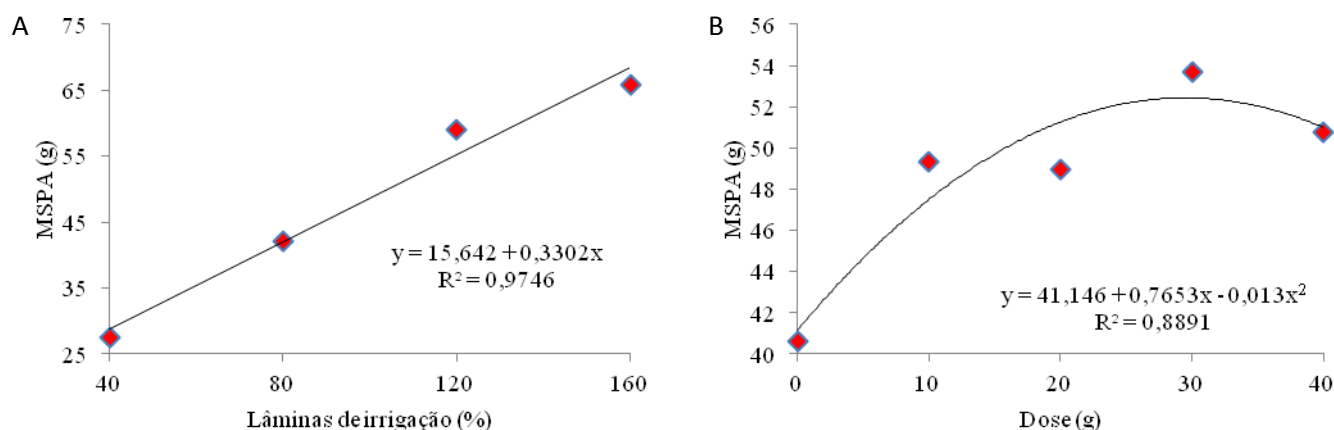 A
75
65
55
45
35
25
MSPA (g)
y = 15,642 + 0,3302x
R² = 0,9746
40 80 120 160
Lâminas de irrigação (%)
B
56
54
52
50
48
46
44
42
40
MSPA (g)
y = 41,146 + 0,7653x - 0,013x²
R² = 0,8891
0 10 20 30 40
Dose (g)